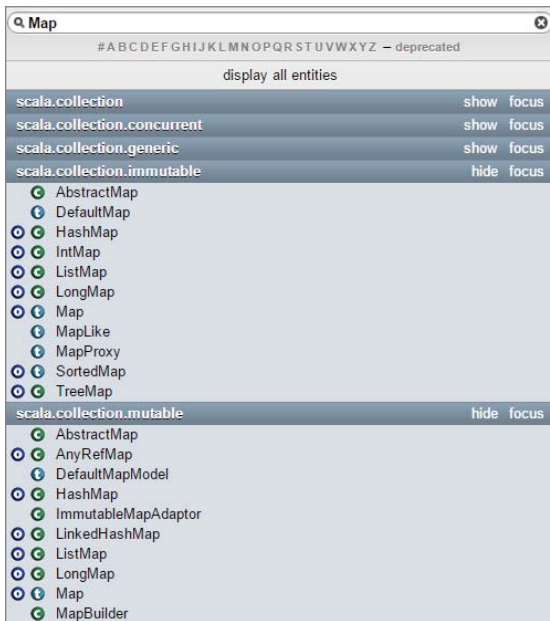 Map
#ABCDEFGHIJKLMNOPQRSTUVWXYZ – deprecated
display all entities
scala.collection show focus
scala.collection.concurrent show focus
scala.collection.generic show focus
scala.collection.immutable hide focus
C AbstractMap
t DefaultMap
O C HashMap
O C IntMap
O C ListMap
O C LongMap
O t Map
t MapLike
t MapProxy
O t SortedMap
O C TreeMap
scala.collection.mutable hide focus
C AbstractMap
O C AnyRefMap
t DefaultMapModel
O C HashMap
C ImmutableMapAdaptor
O C LinkedHashMap
O C ListMap
O C LongMap
O t Map
C MapBuilder